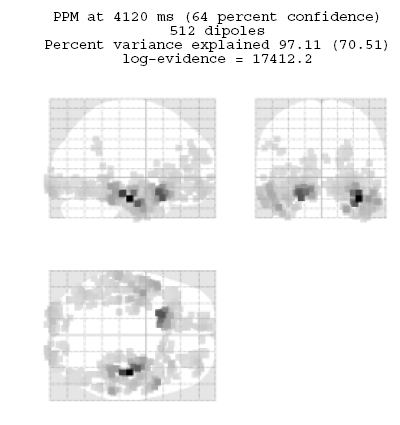 PPM at 4120 ms (64 percent confidence)
512 dipoles
Percent variance explained 97.11 (70.51)
log-evidence = 17412.2